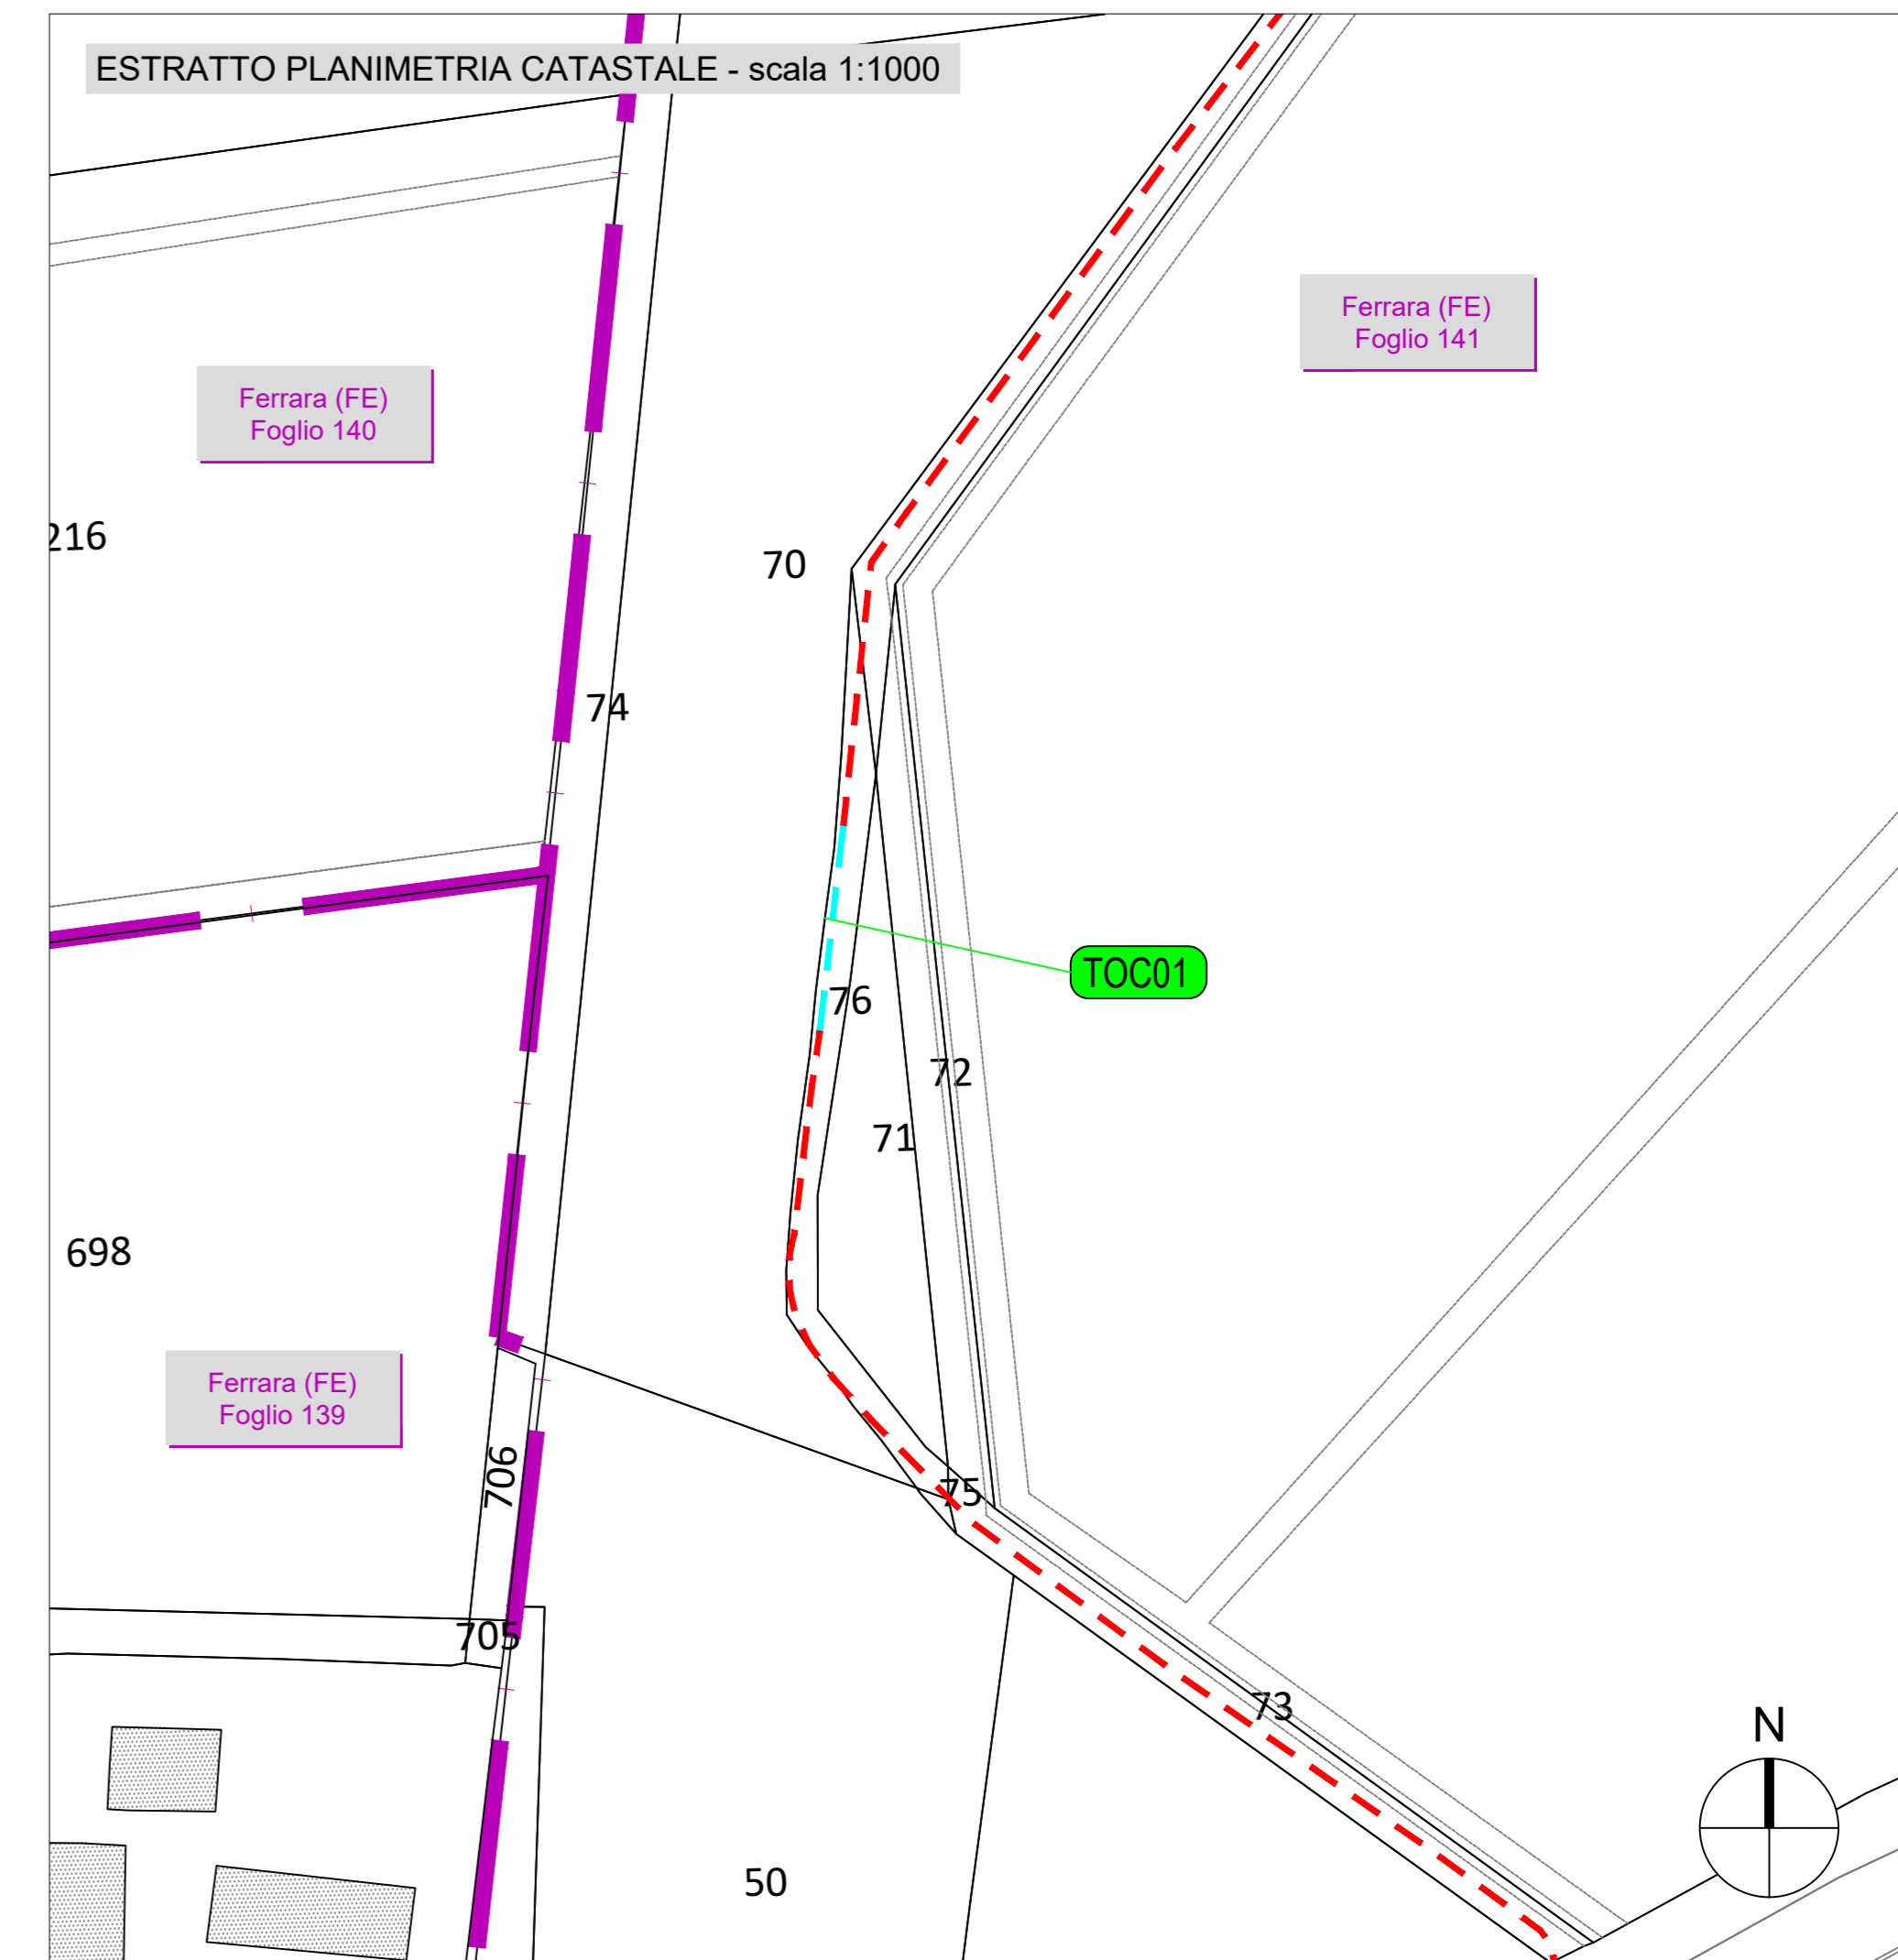 ESTRATTO PLANIMETRIA CATASTALE - scala 1:1000
Ferrara (FE)
Foglio 141
Ferrara (FE)
Foglio 140
216
70
74
TOC01
76
72
71
698
Ferrara (FE)
Foglio 139
706
75
705
73
N
50